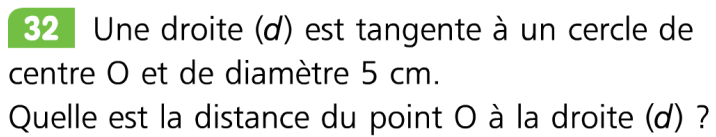 32 Une droite (d) est tangente à un cercle de
centre O et de diamètre 5 cm.
Quelle est la distance du point O à la droite (d) ?